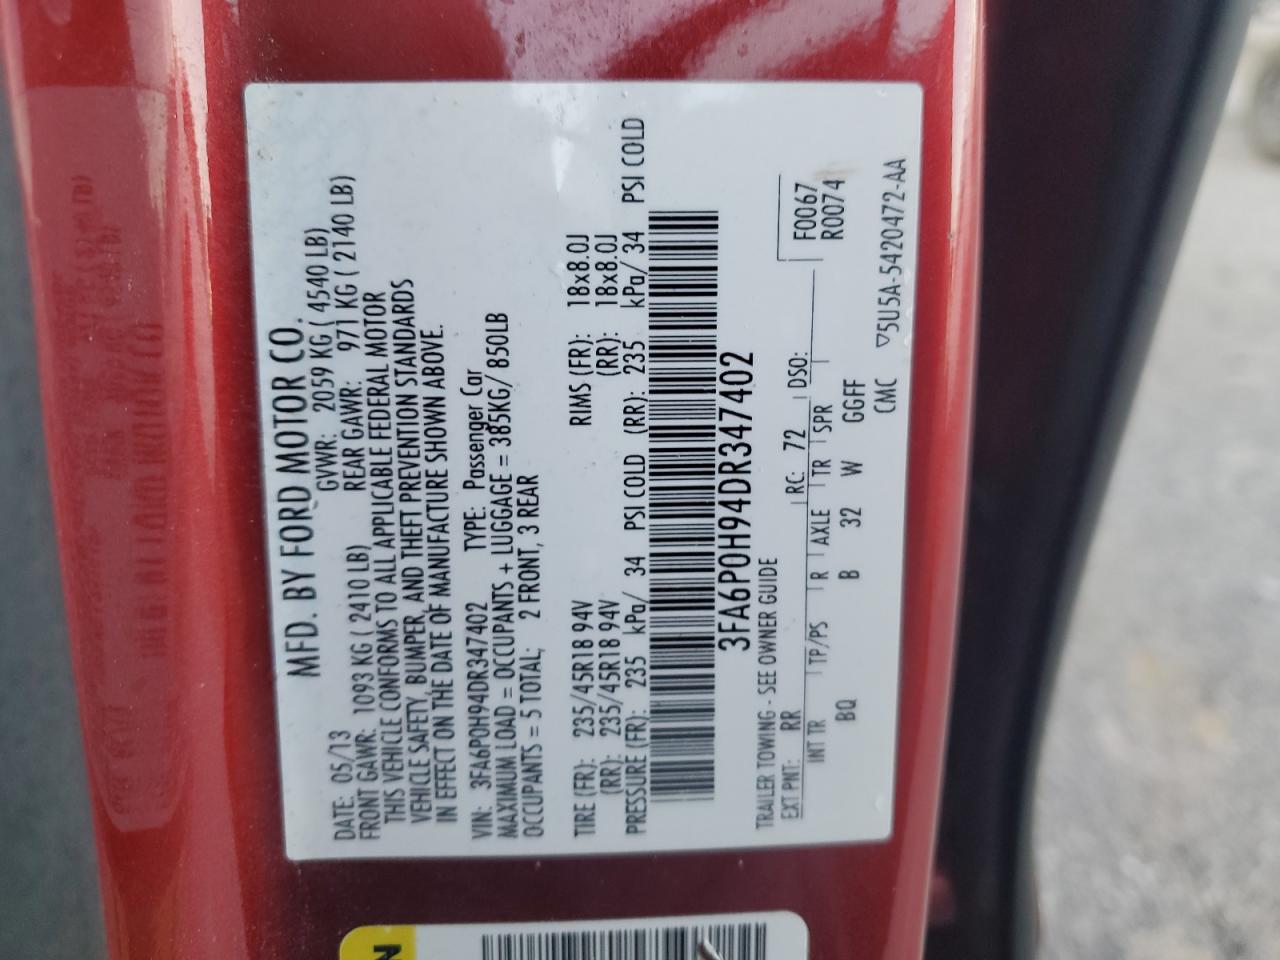 MFD. BY FORD MOTOR CO.
DATE: 05/13 GVWR: 2059 KG ( 4540 LB)
FRONT GAWR: 1093 KG ( 2410 LB) REAR GAWR: 971 KG ( 2140 LB)
THIS VEHICLE CONFORMS TO ALL APPLICABLE FEDERAL MOTOR
VEHICLE SAFETY, BUMPER, AND THEFT PREVENTION STANDARDS
IN EFFECT ON THE DATE OF MANUFACTURE SHOWN ABOVE.
VIN: 3FA6P0H94DR347402 TYPE: Passenger Car
MAXIMUM LOAD = OCCUPANTS + LUGGAGE = 385KG/ 850LB
OCCUPANTS = 5 TOTAL; 2 FRONT, 3 REAR
TIRE (FR): 235/45R18 94V RIMS (FR): 18x8.0J
(RR): 235/45R18 94V (RR): 18x8.0J
PRESSURE (FR): 235 kPa/ 34 PSI COLD (RR): 235 kPa/ 34 PSI COLD
3FA6P0H94DR347402
TRAILER TOWING - SEE OWNER GUIDE
EXT PNT: RR RC: 72 DSO: F0067
R0074
INT TR TP/PS R AXLE TR SPR
BQ B 32 W GGFF
CMC ▽5U5A-5420472-AA